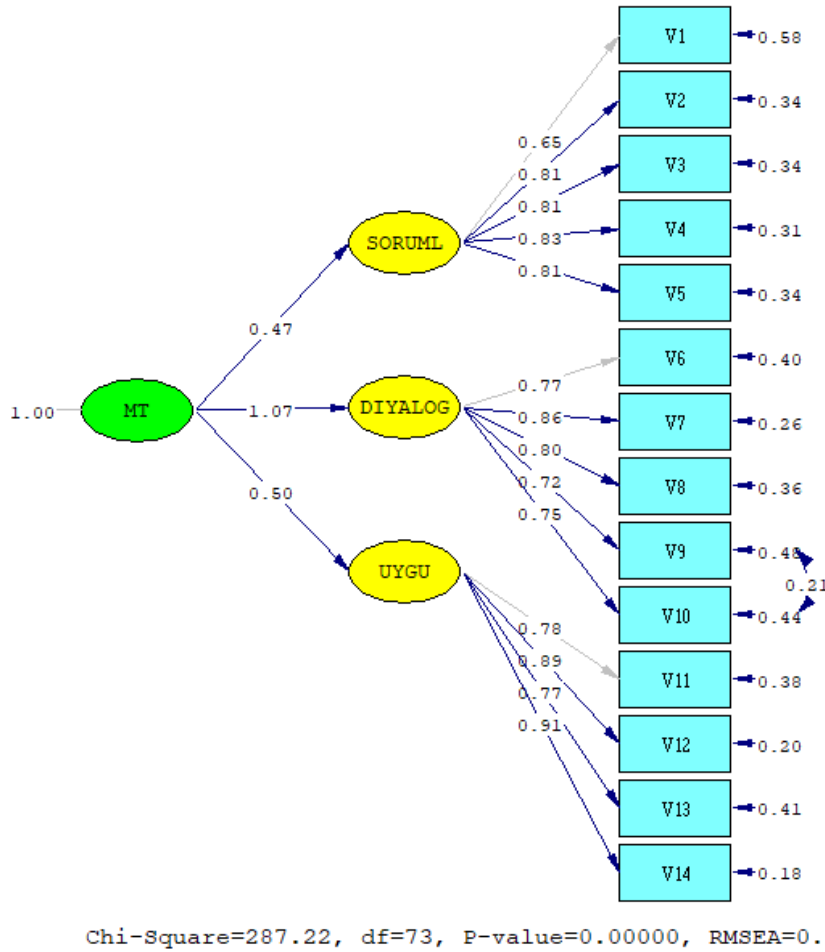 V1
0.58
V2
0.34
0.65
0.81
V3
0.34
0.81
SORUML
0.83
V4
0.31
0.81
V5
0.34
0.47
V6
0.40
0.77
1.00
MT
1.07
DIYALOG
0.86
V7
0.26
0.80
V8
0.36
0.72
0.50
0.75
V9
0.48
UYGU
0.21
V10
0.44
0.78
0.89
V11
0.38
0.77
0.91
V12
0.20
V13
0.41
V14
0.18
Chi-Square=287.22, df=73, P-value=0.00000, RMSEA=0.